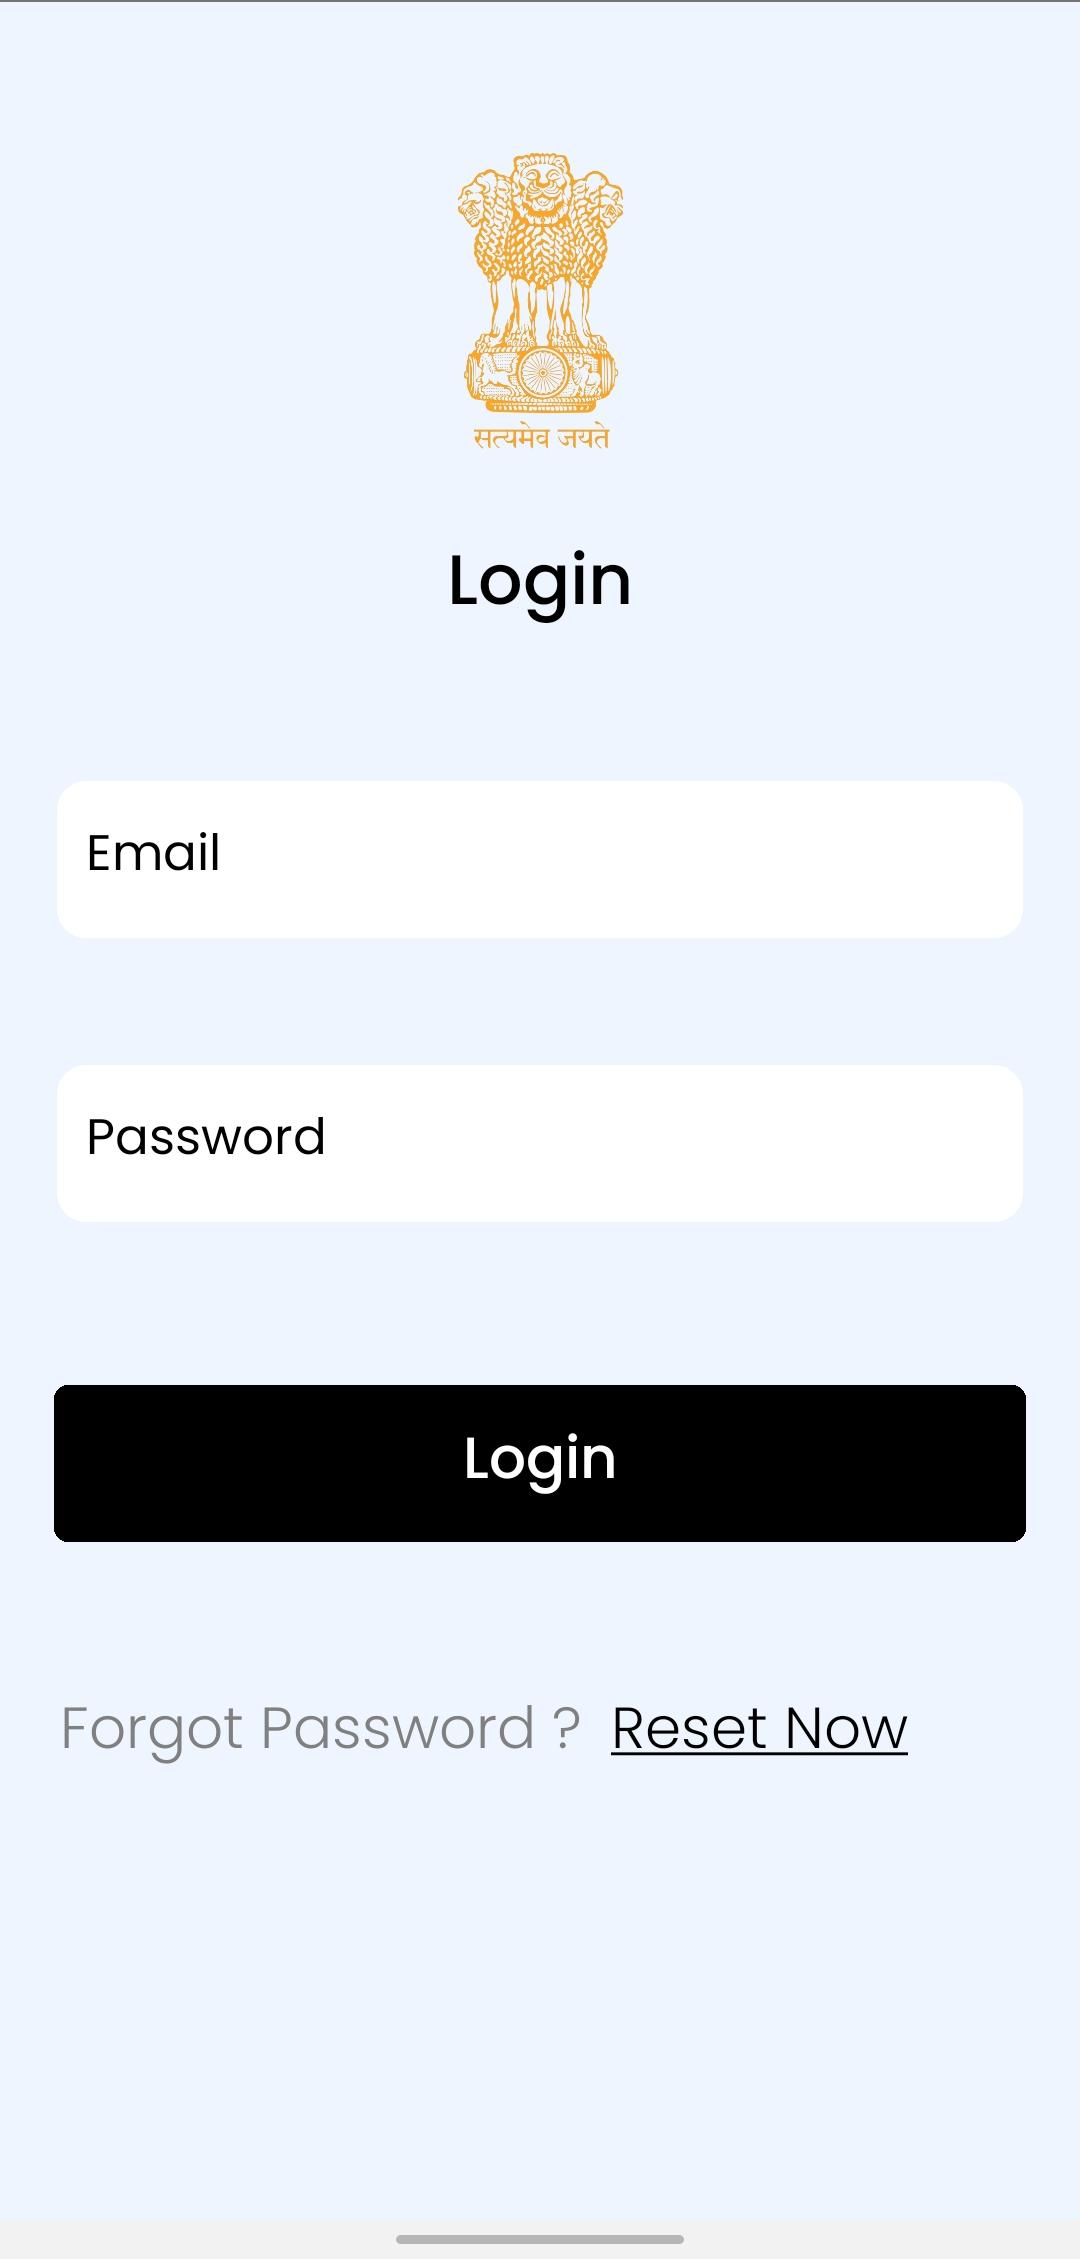 सत्यमेव जयते
Login
Email
Password
Login
Forgot Password ? Reset Now